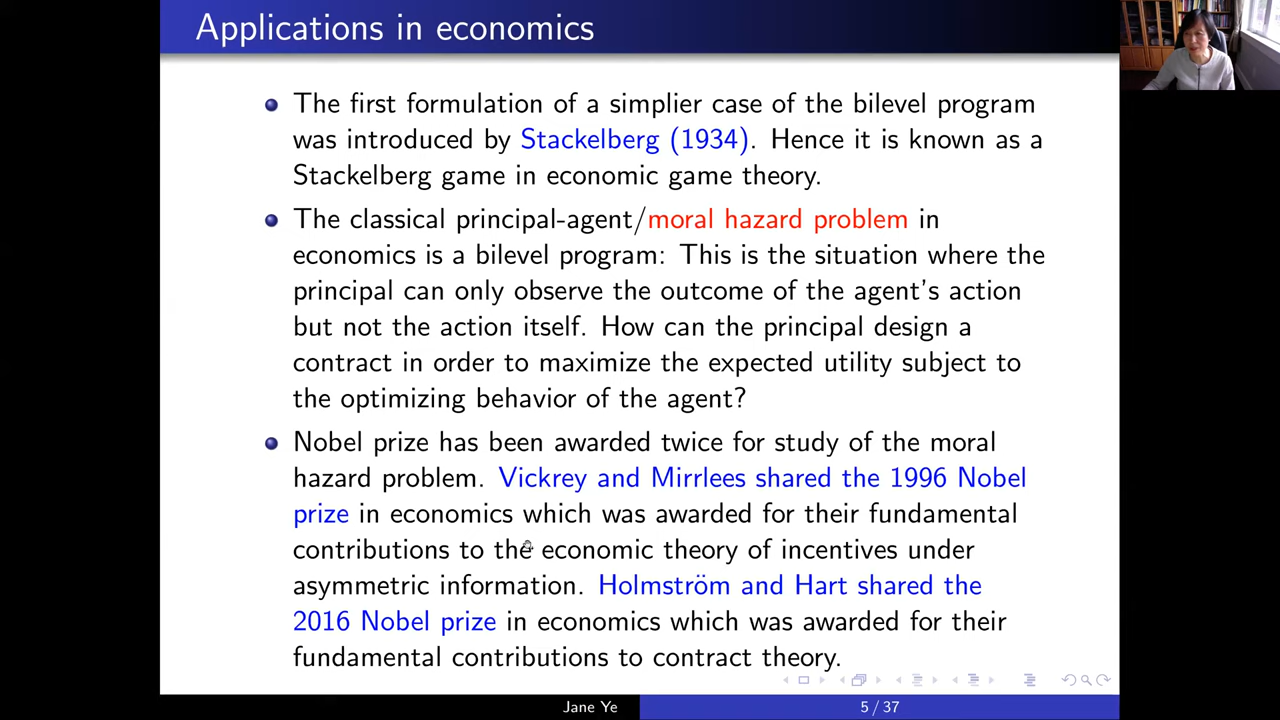 Applications in economics
The first formulation of a simplier case of the bilevel program
was introduced by Stackelberg (1934). Hence it is known as a
Stackelberg game in economic game theory.
The classical principal-agent/moral hazard problem in
economics is a bilevel program: This is the situation where the
principal can only observe the outcome of the agent's action
but not the action itself. How can the principal design a
contract in order to maximize the expected utility subject to
the optimizing behavior of the agent?
Nobel prize has been awarded twice for study of the moral
hazard problem. Vickrey and Mirrlees shared the 1996 Nobel
prize in economics which was awarded for their fundamental
contributions to the economic theory of incentives under
asymmetric information. Holmström and Hart shared the
2016 Nobel prize in economics which was awarded for their
fundamental contributions to contract theory.
Jane Ye
5 / 37